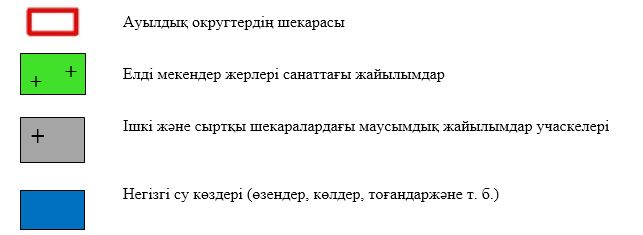 Ауылдық округтердің шекарасы
Елді мекендер жерлері санаттағы жайылымдар
Ішкі және сыртқы шекаралардағы маусымдық жайылымдар учаскелері
Негізгі су көздері (өзендер, көлдер, тоғандаржәне т. б.)